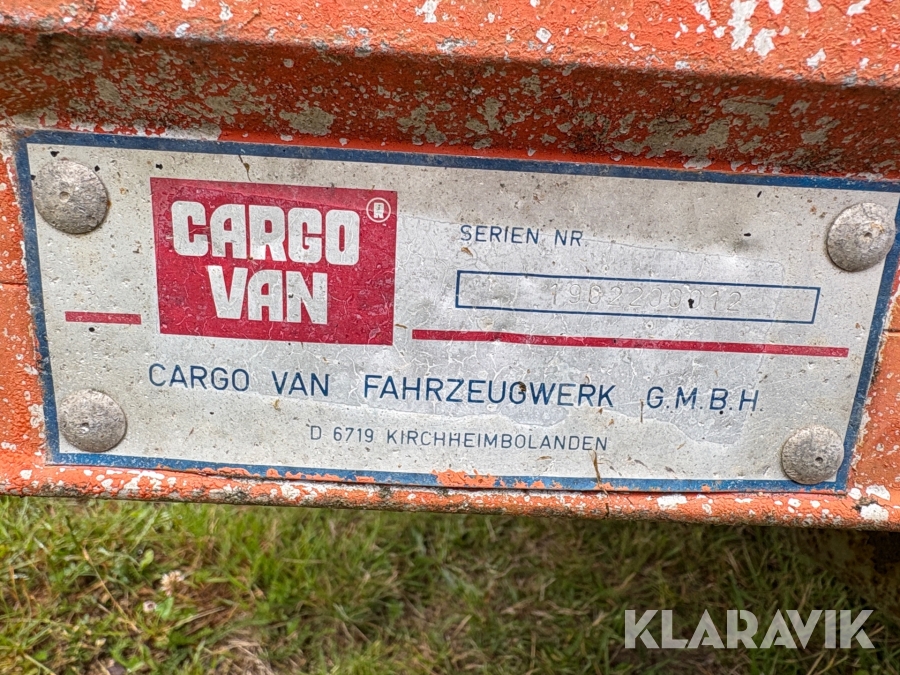 CARGO®
VAN
SERIEN NR.
CARGO VAN FAHRZEUGWERK G.M.B.H.
D 6719 KIRCHHEIMBOLANDEN
KLARAVIK